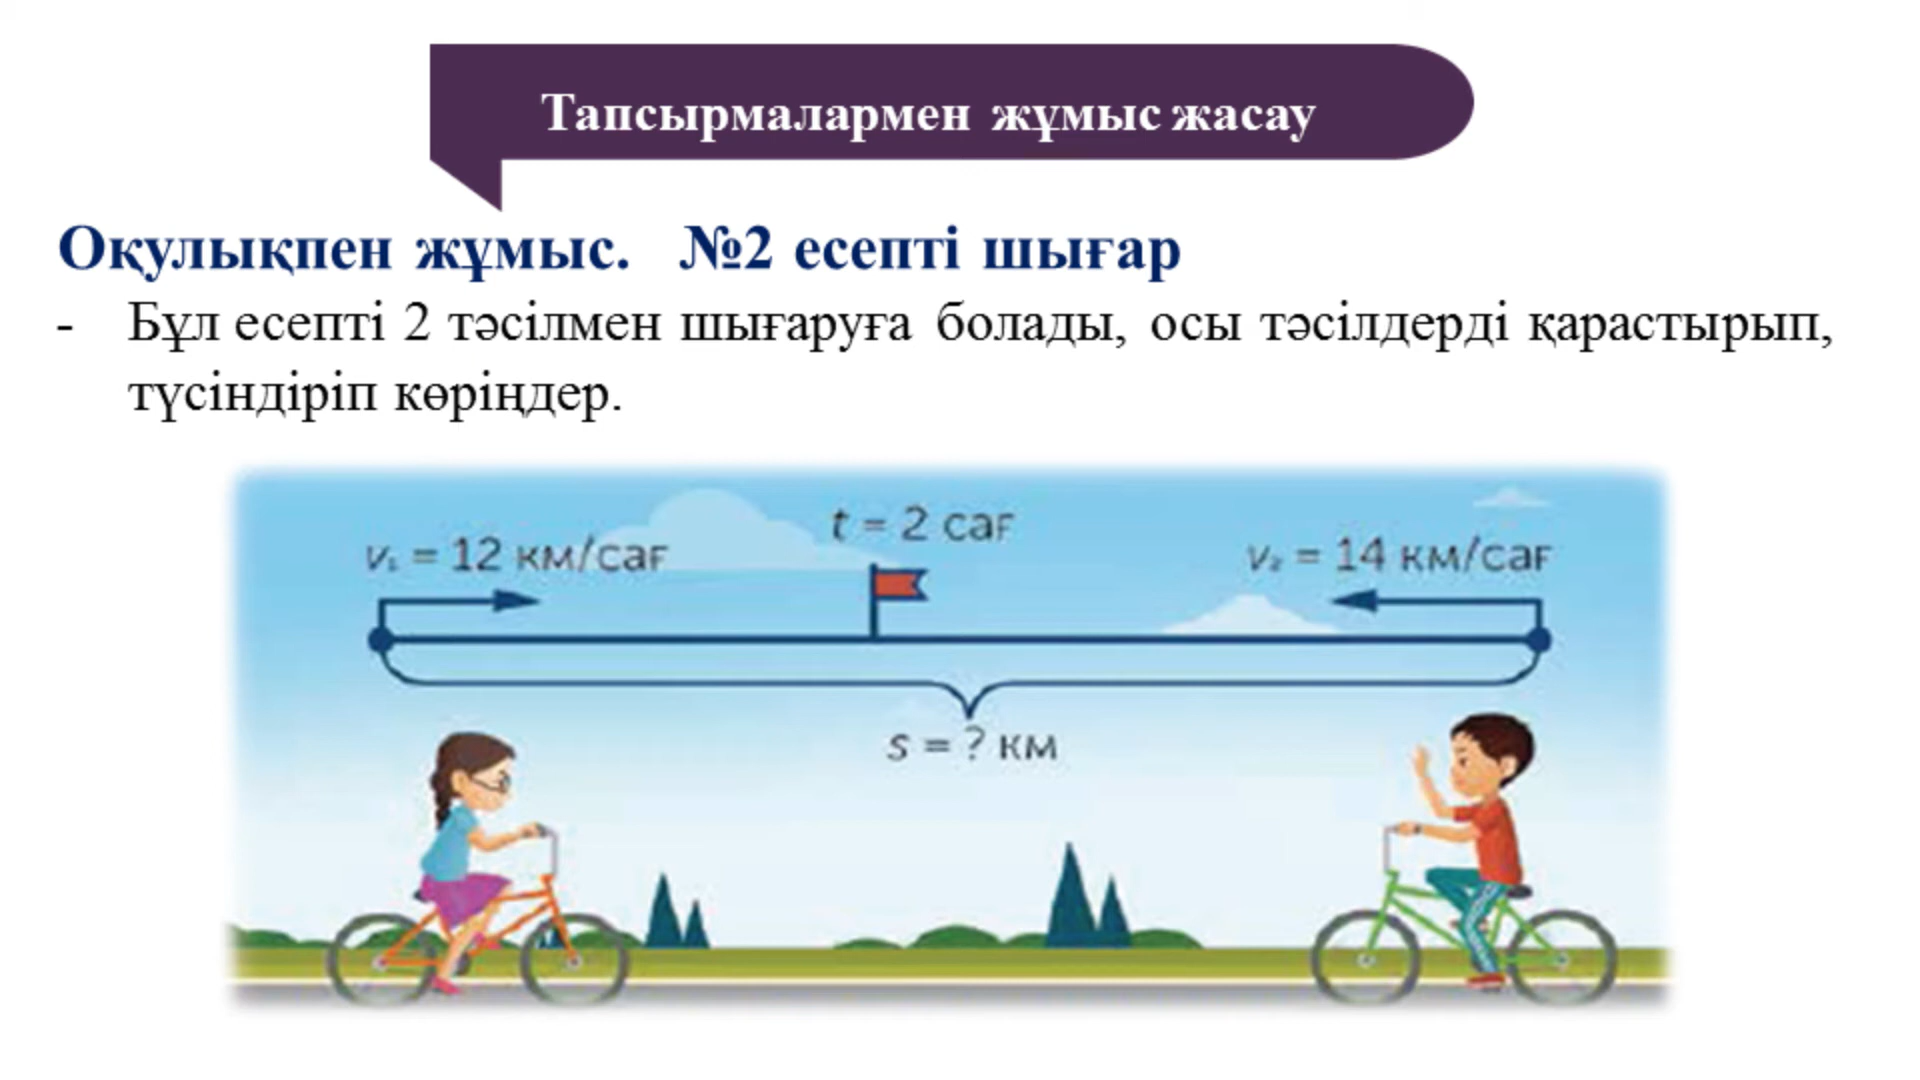 Тапсырмалармен жұмыс жасау
Оқулықпен жұмыс. №2 есепті шығар
- Бұл есепті 2 тәсілмен шығаруға болады, осы тәсілдерді қарастырып,
түсіндіріп көріңдер.
t = 2 сағ
v₁ = 12 км/сағ
v₂ = 14 км/сағ
s = ? км